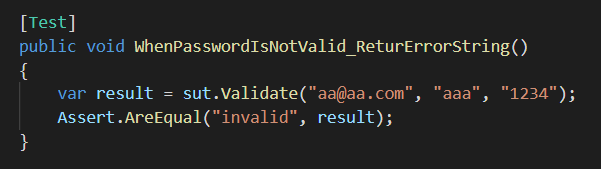 [Test]
public void WhenPasswordIsNotValid_ReturErrorString()
{
    var result = sut.Validate("aa@aa.com", "aaa", "1234");
    Assert.AreEqual("invalid", result);
}